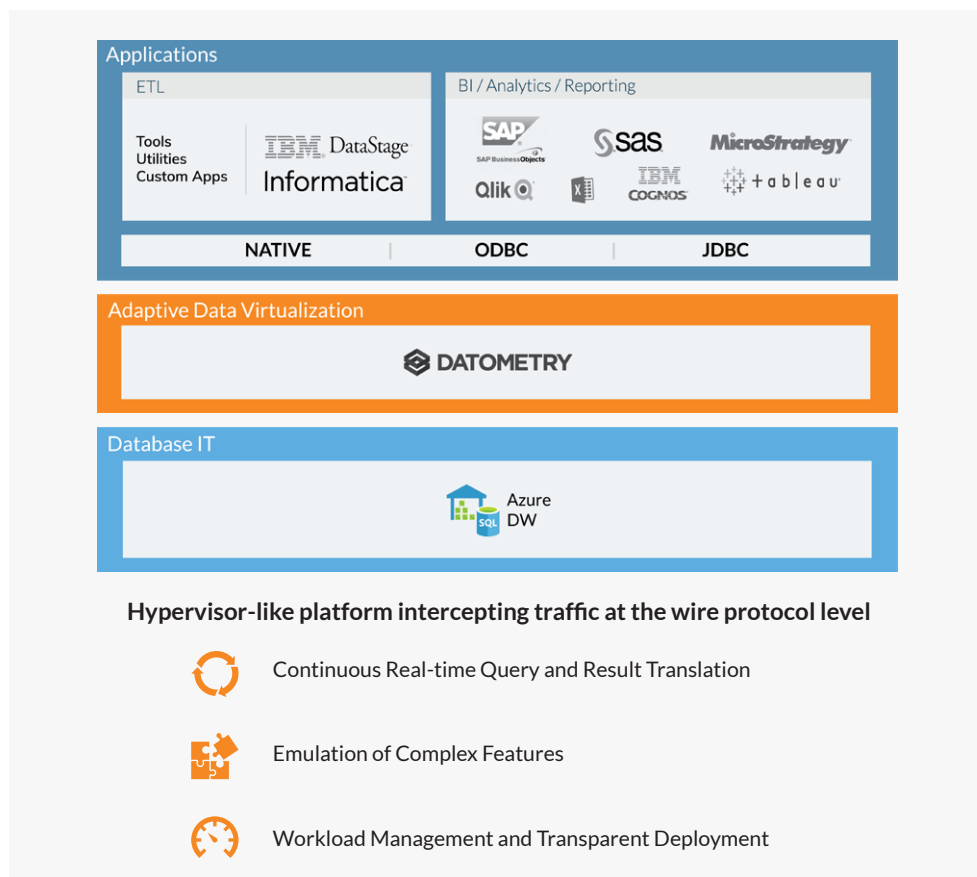 Applications
ETL
Tools
Utilities
Custom Apps
IBM. DataStage
Informatica
BI / Analytics / Reporting
SAP
SAP BusinessObjects
sas
MicroStrategy
Qlik Q
X
IBM
COGNOS
+ a b l e a u
NATIVE | ODBC | JDBC
Adaptive Data Virtualization
DATOMETRY
Database IT
SQL
Azure
DW
Hypervisor-like platform intercepting traffic at the wire protocol level
Continuous Real-time Query and Result Translation
Emulation of Complex Features
Workload Management and Transparent Deployment